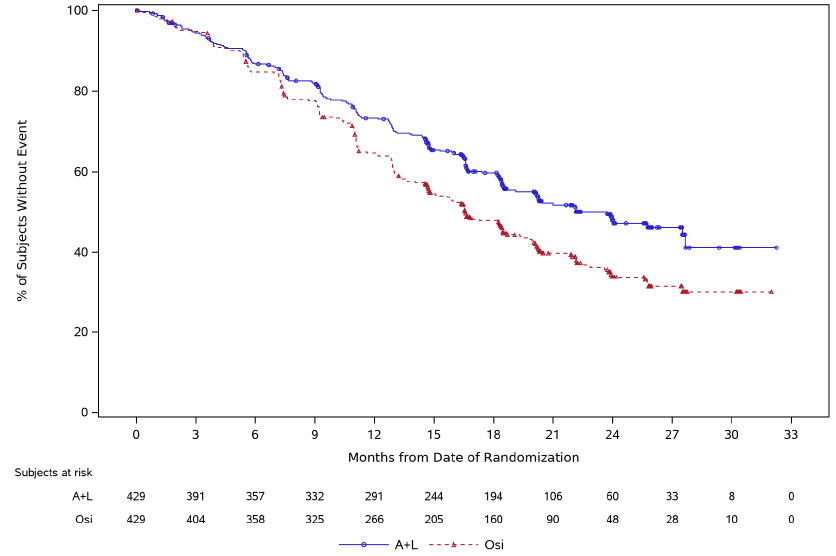 % of Subjects Without Event
100
80
60
40
20
0
0 3 6 9 12 15 18 21 24 27 30 33
Months from Date of Randomization
Subjects at risk
A+L 429 391 357 332 291 244 194 106 60 33 8 0
Osi 429 404 358 325 266 205 160 90 48 28 10 0
A+L Osi